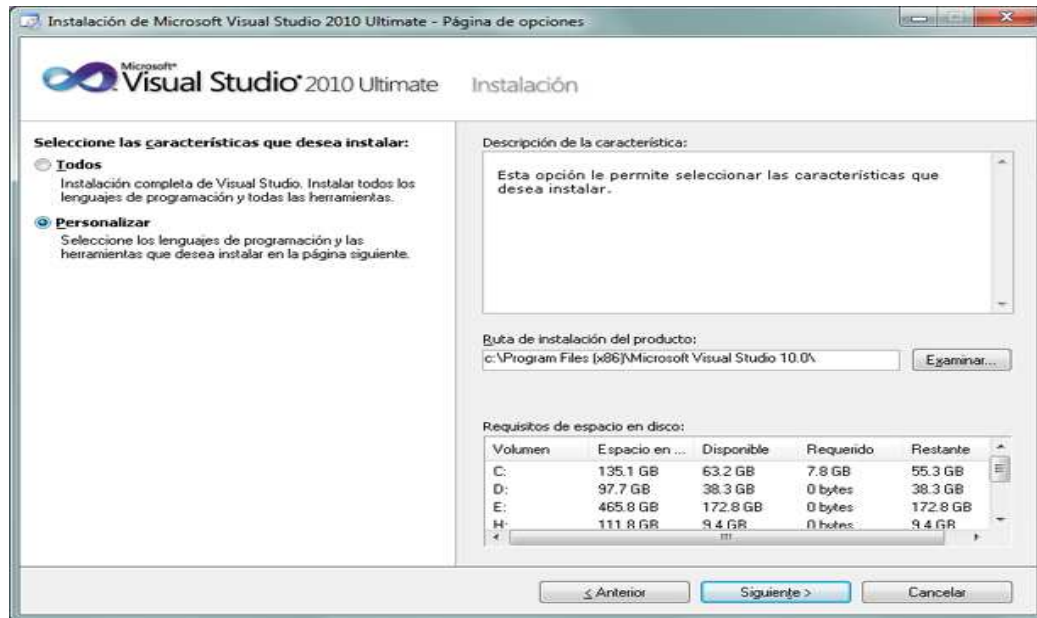 Instalación de Microsoft Visual Studio 2010 Ultimate - Página de opciones
Microsoft
Visual Studio 2010 Ultimate
Instalación
Seleccione las características que desea instalar:
Todos
Instalación completa de Visual Studio. Instalar todos los
lenguajes de programación y todas las herramientas.
Personalizar
Seleccione los lenguajes de programación y las
herramientas que desea instalar en la página siguiente.
Descripción de la característica:
Esta opción le permite seleccionar las características que
desea instalar.
Ruta de instalación del producto:
c:\Program Files (x86)\Microsoft Visual Studio 10.0\
Examinar...
Requisitos de espacio en disco:
Volumen Espacio en ... Disponible Requerido Restante
C: 135.1 GB 63.2 GB 7.8 GB 55.3 GB
D: 97.7 GB 38.3 GB 0 bytes 38.3 GB
E: 465.8 GB 172.8 GB 0 bytes 172.8 GB
H: 111.8 GB 9.4 GB 0 bytes 9.4 GB
< Anterior
Siguiente >
Cancelar